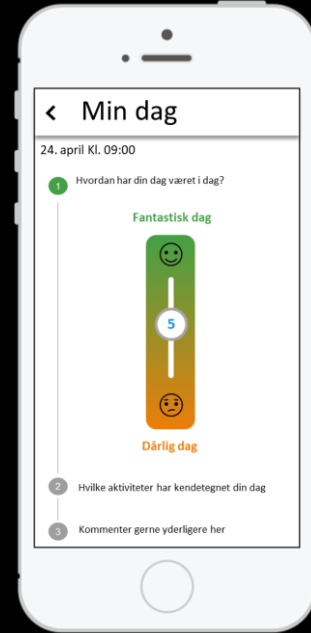 Min dag
24. april Kl. 09:00
1 Hvordan har din dag været i dag?
Fantastisk dag
5
Dårlig dag
2 Hvilke aktiviteter har kendetegnet din dag
3 Kommenter gerne yderligere her